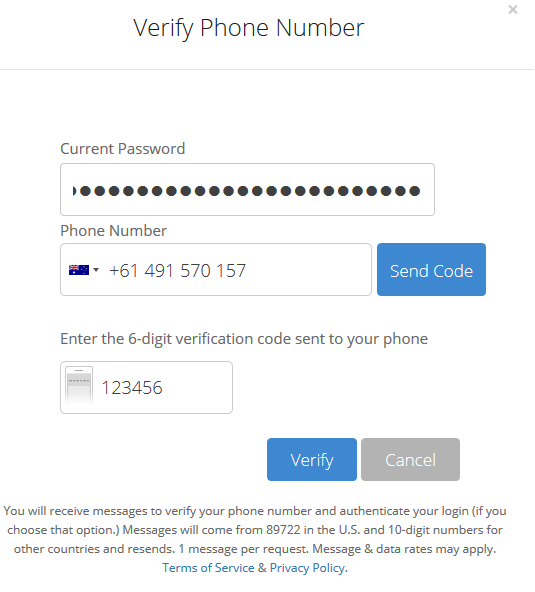 Verify Phone Number
×
Current Password
●●●●●●●●●●●●●●●●●●●●●●●●●
Phone Number
+61 491 570 157
Send Code
Enter the 6-digit verification code sent to your phone
123456
Verify
Cancel
You will receive messages to verify your phone number and authenticate your login (if you
choose that option.) Messages will come from 89722 in the U.S. and 10-digit numbers for
other countries and resends. 1 message per request. Message & data rates may apply.
Terms of Service & Privacy Policy.